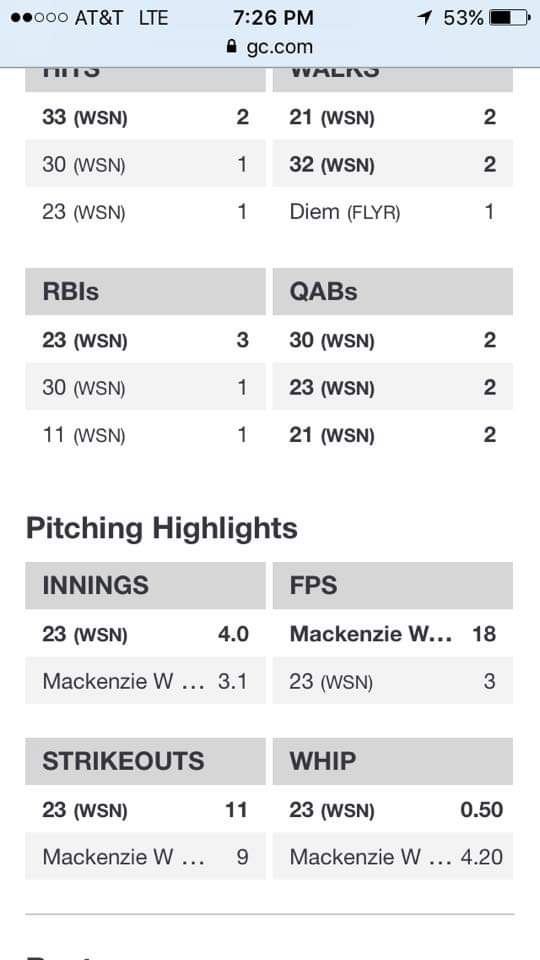 AT&T LTE 7:26 PM 53%
gc.com
HITS WALKS
33 (WSN) 2 21 (WSN) 2
30 (WSN) 1 32 (WSN) 2
23 (WSN) 1 Diem (FLYR) 1
RBIs QABs
23 (WSN) 3 30 (WSN) 2
30 (WSN) 1 23 (WSN) 2
11 (WSN) 1 21 (WSN) 2
Pitching Highlights
INNINGS FPS
23 (WSN) 4.0 Mackenzie W... 18
Mackenzie W ... 3.1 23 (WSN) 3
STRIKEOUTS WHIP
23 (WSN) 11 23 (WSN) 0.50
Mackenzie W ... 9 Mackenzie W ... 4.20